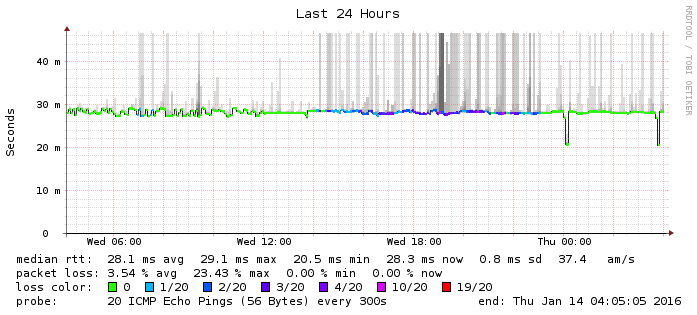 Last 24 Hours
RRDTOOL / TOBI OETIKER
Seconds
40 m
30 m
20 m
10 m
0
Wed 06:00 Wed 12:00 Wed 18:00 Thu 00:00
median rtt: 28.1 ms avg 29.1 ms max 20.5 ms min 28.3 ms now 0.8 ms sd 37.4 am/s
packet loss: 3.54 % avg 23.43 % max 0.00 % min 0.00 % now
loss color: 0 1/20 2/20 3/20 4/20 10/20 19/20
probe: 20 ICMP Echo Pings (56 Bytes) every 300s end: Thu Jan 14 04:05:05 2016